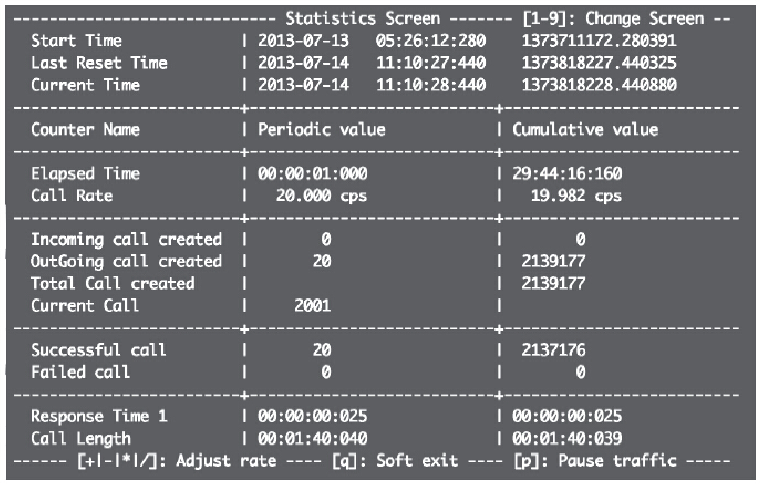 ----------------------------- Statistics Screen ------- [1-9]: Change Screen --
Start Time | 2013-07-13 05:26:12:280 1373711172.280391
Last Reset Time | 2013-07-14 11:10:27:440 1373818227.440325
Current Time | 2013-07-14 11:10:28:440 1373818228.440880
-------------------------+---------------------------+--------------------------
Counter Name | Periodic value | Cumulative value
-------------------------+---------------------------+--------------------------
Elapsed Time | 00:00:01:000 | 29:44:16:160
Call Rate | 20.000 cps | 19.982 cps
-------------------------+---------------------------+--------------------------
Incoming call created | 0 | 0
OutGoing call created | 20 | 2139177
Total Call created | | 2139177
Current Call | 2001 |
-------------------------+---------------------------+--------------------------
Successful call | 20 | 2137176
Failed call | 0 | 0
-------------------------+---------------------------+--------------------------
Response Time 1 | 00:00:00:025 | 00:00:00:025
Call Length | 00:01:40:040 | 00:01:40:039
------ [+|-|*|/]: Adjust rate ---- [q]: Soft exit ---- [p]: Pause traffic -----